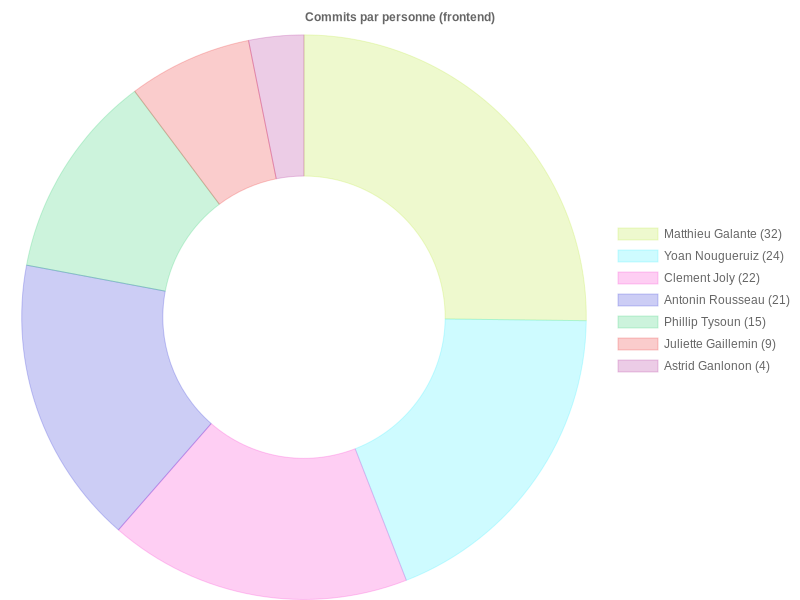 Commits par personne (frontend)
Matthieu Galante (32)
Yoan Nougueruiz (24)
Clement Joly (22)
Antonin Rousseau (21)
Phillip Tysoun (15)
Juliette Gaillemin (9)
Astrid Ganlonon (4)